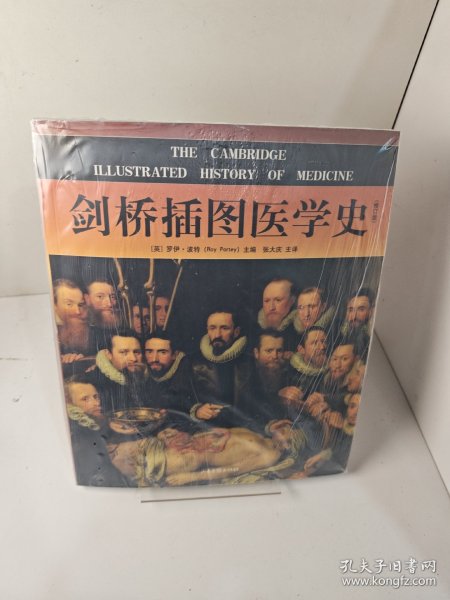 THE CAMBRIDGE
ILLUSTRATED HISTORY OF MEDICINE
剑桥插图医学史
[英] 罗伊·波特 (Roy Porsey) 主编 张大庆 主译
孔夫子旧书网
www.kongfz.com